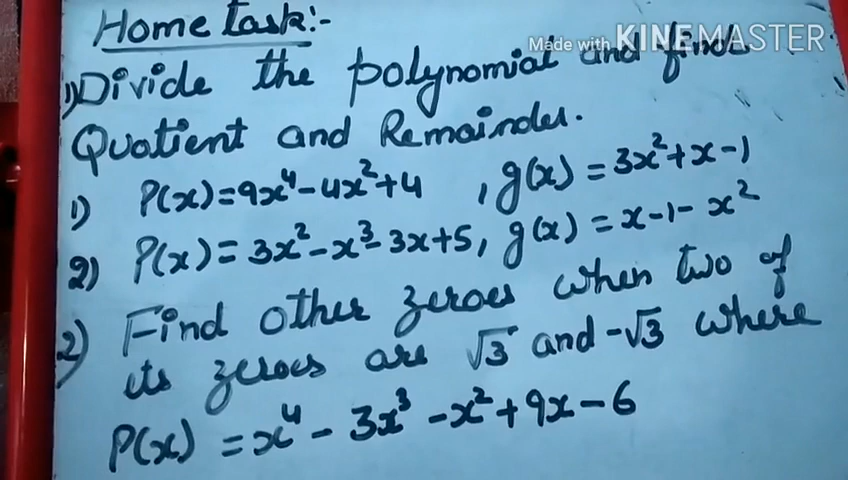 Home task:-
Made with KINEMASTER
1) Divide the polynomial and find
Quotient and Remainder.
1) P(x)=9x⁴-4x²+4 , g(x) = 3x²+x-1
2) P(x)= 3x²-x³-3x+5, g(x) = x-1-x²
2) Find other zeroes when two of
its zeroes are √3 and -√3 where
P(x) = x⁴ - 3x³ -x²+9x-6